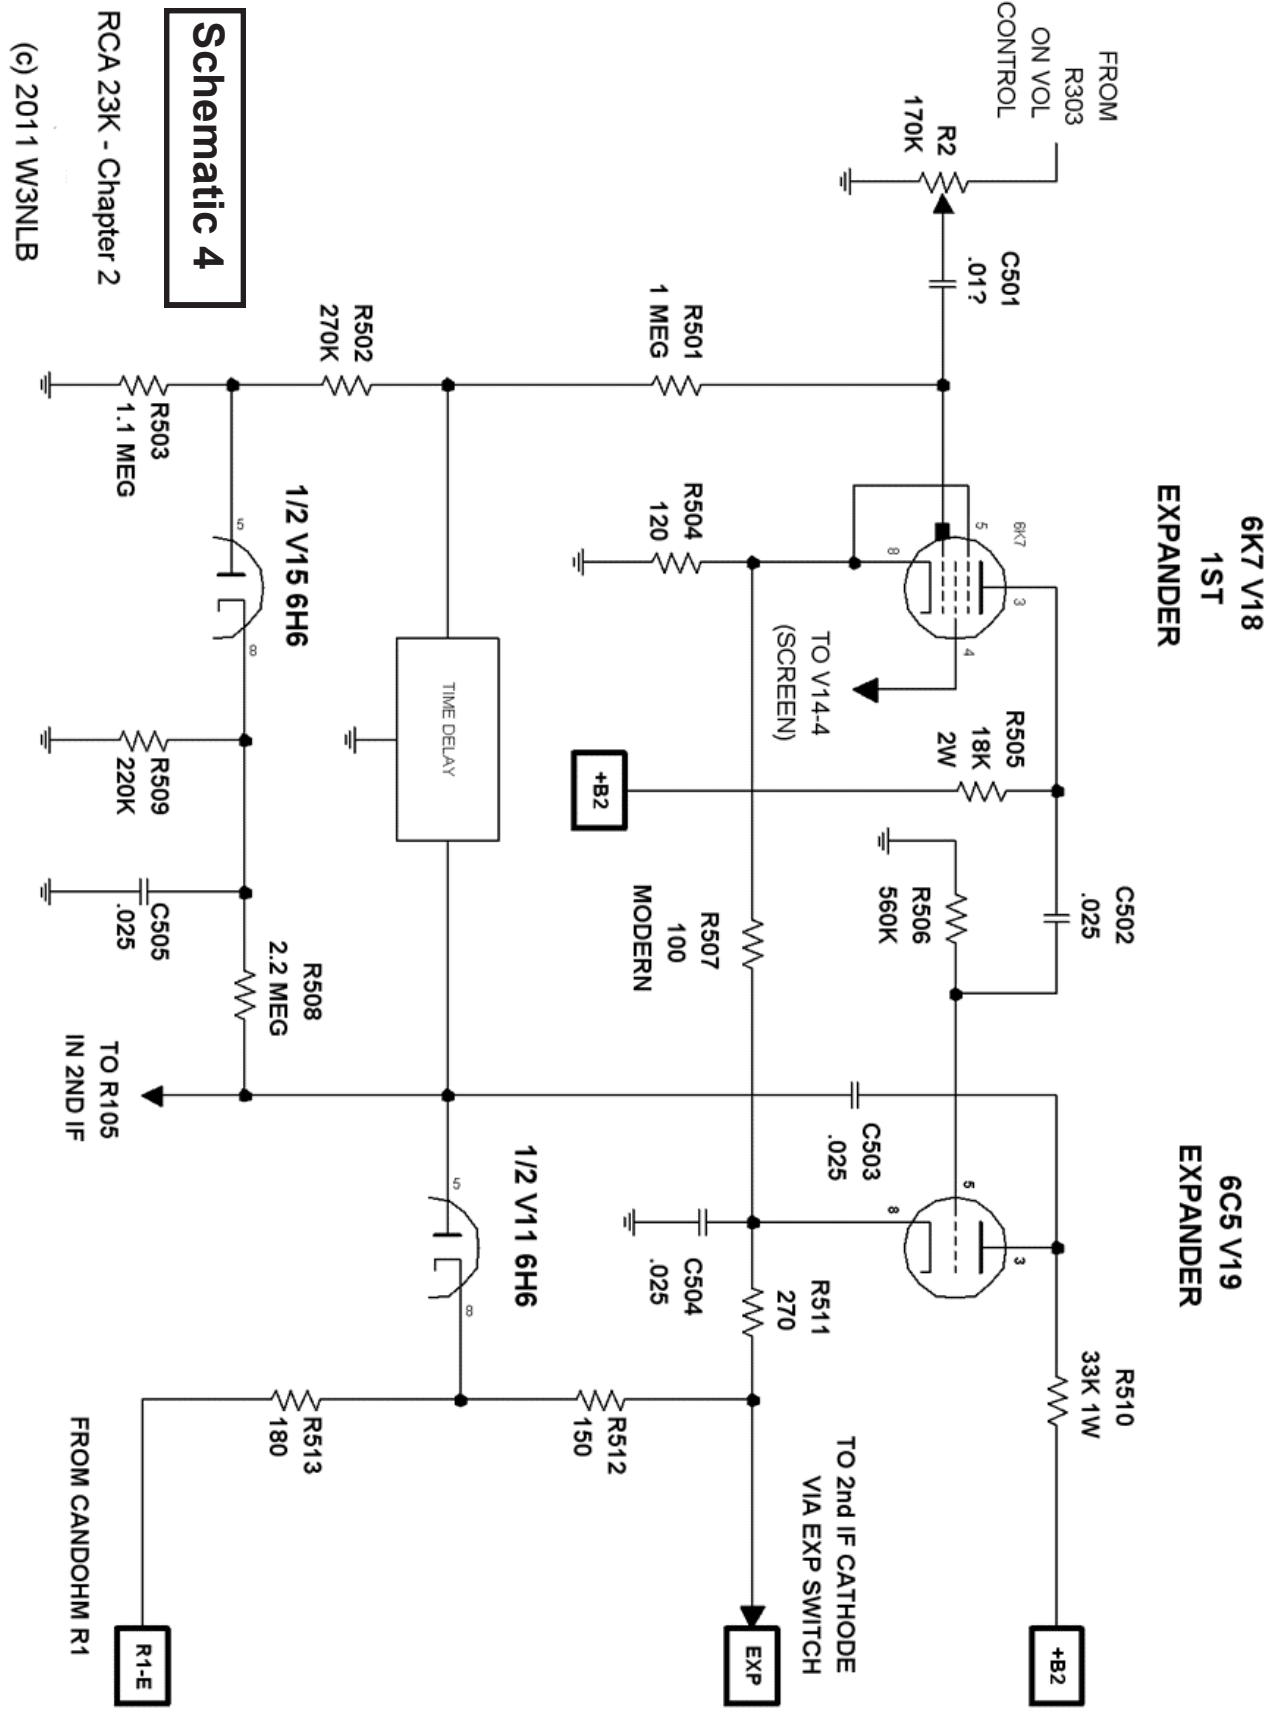 6K7 V18
1ST
EXPANDER
6C5 V19
EXPANDER
FROM
R303
ON VOL
CONTROL
R2
170K
C501
.01?
R501
1 MEG
6K7
5
3
8
4
R504
120
TO V14-4
(SCREEN)
R505
18K
2W
+B2
C502
.025
R506
560K
R507
100
MODERN
C503
.025
5
3
8
R510
33K 1W
+B2
C504
.025
R511
270
TO 2nd IF CATHODE
VIA EXP SWITCH
EXP
R502
270K
TIME DELAY
1/2 V11 6H6
5
8
R512
150
R513
180
FROM CANDOHM R1
R1-E
R503
1.1 MEG
1/2 V15 6H6
5
8
R509
220K
C505
.025
R508
2.2 MEG
TO R105
IN 2ND IF
Schematic 4
RCA 23K - Chapter 2
(c) 2011 W3NLB